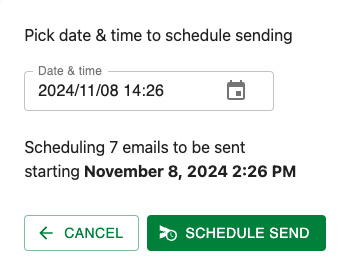 Pick date & time to schedule sending
Date & time
2024/11/08 14:26
Scheduling 7 emails to be sent
starting November 8, 2024 2:26 PM
CANCEL
SCHEDULE SEND